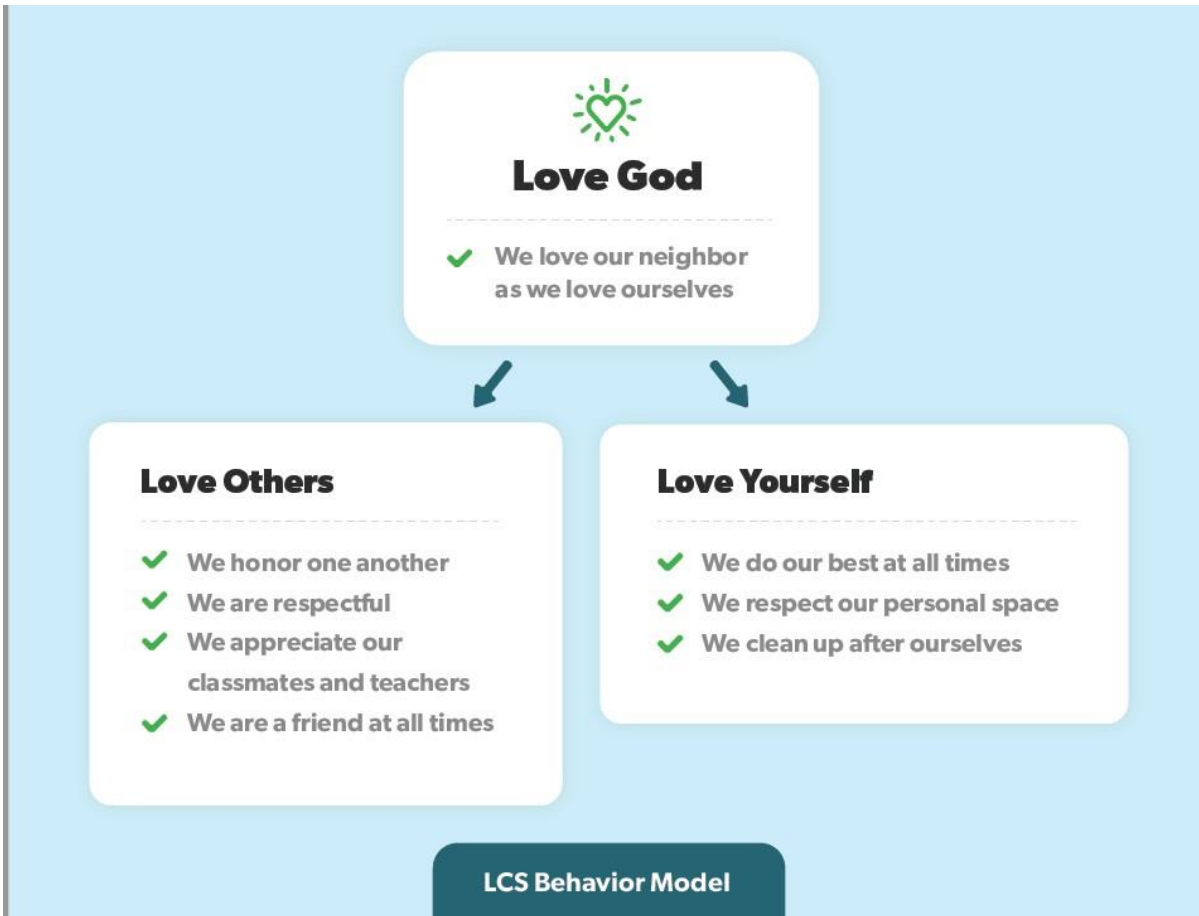 Love God
We love our neighbor
as we love ourselves
Love Others
We honor one another
We are respectful
We appreciate our
classmates and teachers
We are a friend at all times
Love Yourself
We do our best at all times
We respect our personal space
We clean up after ourselves
LCS Behavior Model